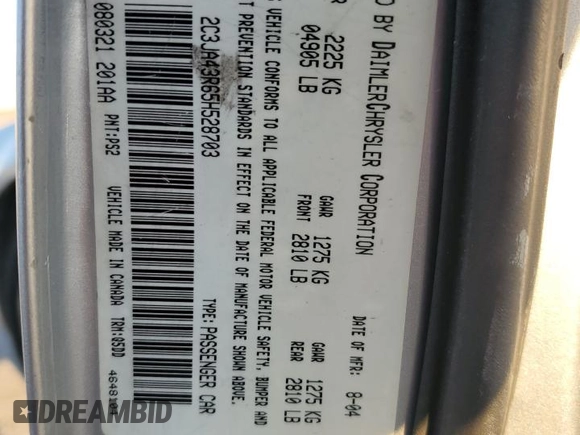 D BY DAIMLERCHRYSLER CORPORATION
DATE OF MFR: 8-04
R 2225 KG
04905 LB
GAWR FRONT 1275 KG 2810 LB
GAWR REAR 1275 KG 2810 LB
VEHICLE CONFORMS TO ALL APPLICABLE FEDERAL MOTOR VEHICLE SAFETY, BUMPER AND
T PREVENTION STANDARDS IN EFFECT ON THE DATE OF MANUFACTURE SHOWN ABOVE.
2C3JA43R65H528703
TYPE: PASSENGER CAR
080321 201AA PNT:PS2 VEHICLE MADE IN CANADA TRM:05DD
DREAMBID